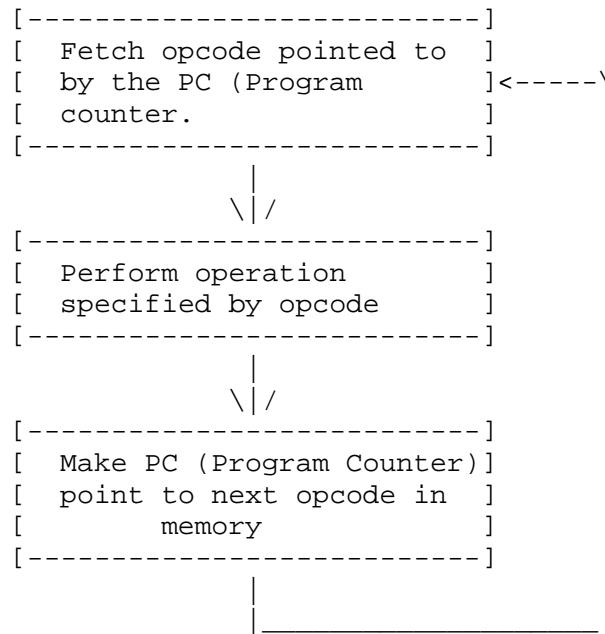 Fetch opcode pointed to
by the PC (Program
counter.
Perform operation
specified by opcode
Make PC (Program Counter)
point to next opcode in
memory